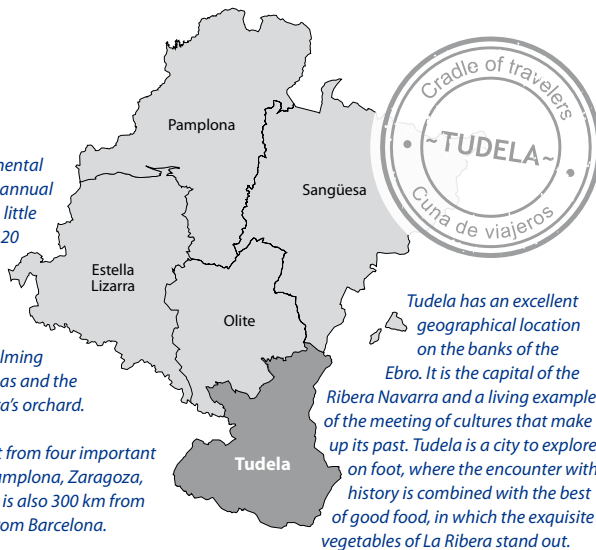 Cradle of travelers
~TUDELA~
Cuna de viajeros
Pamplona
Sangüesa
Estella
Lizarra
Olite
Tudela
annual
little
20
and the
orchard.
from four important
Zaragoza,
is also 300 km from
Barcelona.
Tudela has an excellent
geographical location
on the banks of the
Ebro. It is the capital of the
Ribera Navarra and a living example
of the meeting of cultures that make
up its past. Tudela is a city to explore
on foot, where the encounter with
history is combined with the best
of good food, in which the exquisite
vegetables of La Ribera stand out.